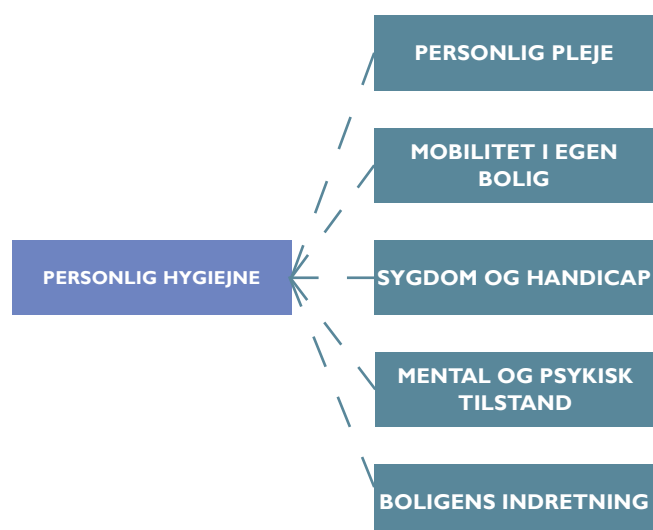 PERSONLIG PLEJE
MOBILITET I EGEN
BOLIG
PERSONLIG HYGIEJNE
SYGDOM OG HANDICAP
MENTAL OG PSYKISK
TILSTAND
BOLIGENS INDRETNING